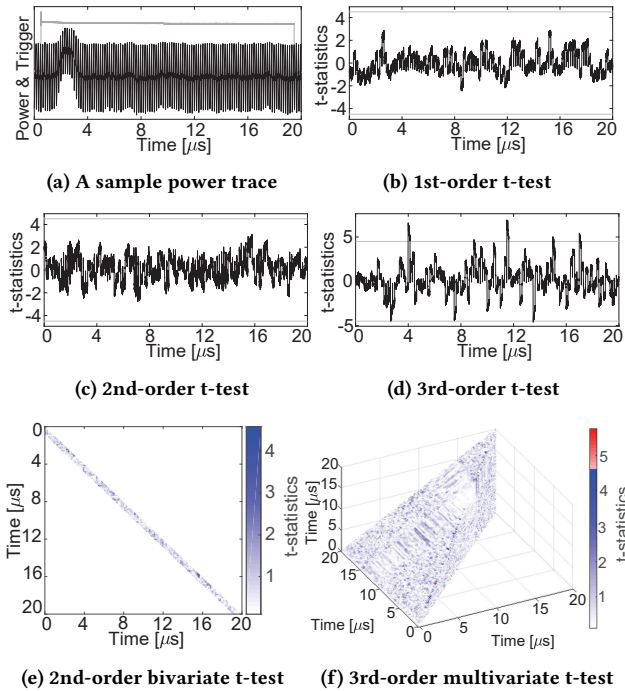 Power & Trigger
0 4 8 12 16 20
Time [μs]
(a) A sample power trace
t-statistics
4
2
0
-2
-4
0 4 8 12 16 20
Time [μs]
(b) 1st-order t-test
t-statistics
4
2
0
-2
-4
0 4 8 12 16 20
Time [μs]
(c) 2nd-order t-test
t-statistics
5
0
-5
0 4 8 12 16 20
Time [μs]
(d) 3rd-order t-test
Time [μs]
0
4
8
12
16
20
0 4 8 12 16 20
Time [μs]
4
3
2
1
t-statistics
(e) 2nd-order bivariate t-test
Time [μs]
20
15
10
5
0
20
15
10
5
0
Time [μs]
0 5 10 15 20
Time [μs]
5
4
3
2
1
t-statistics
(f) 3rd-order multivariate t-test